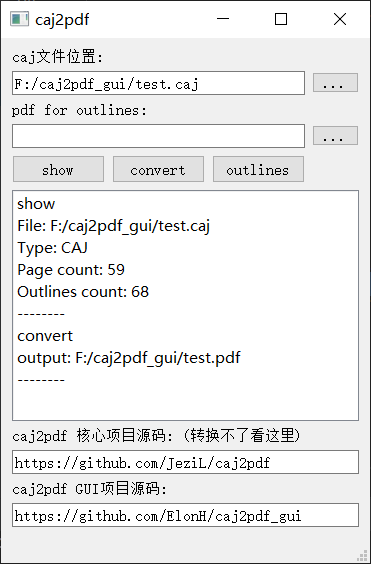 caj2pdf
caj文件位置:
F:/caj2pdf_gui/test.caj
...
pdf for outlines:
...
show convert outlines
show
File: F:/caj2pdf_gui/test.caj
Type: CAJ
Page count: 59
Outlines count: 68
--------
convert
output: F:/caj2pdf_gui/test.pdf
--------
caj2pdf 核心项目源码: (转换不了看这里)
https://github.com/JeziL/caj2pdf
caj2pdf GUI项目源码:
https://github.com/ElonH/caj2pdf_gui